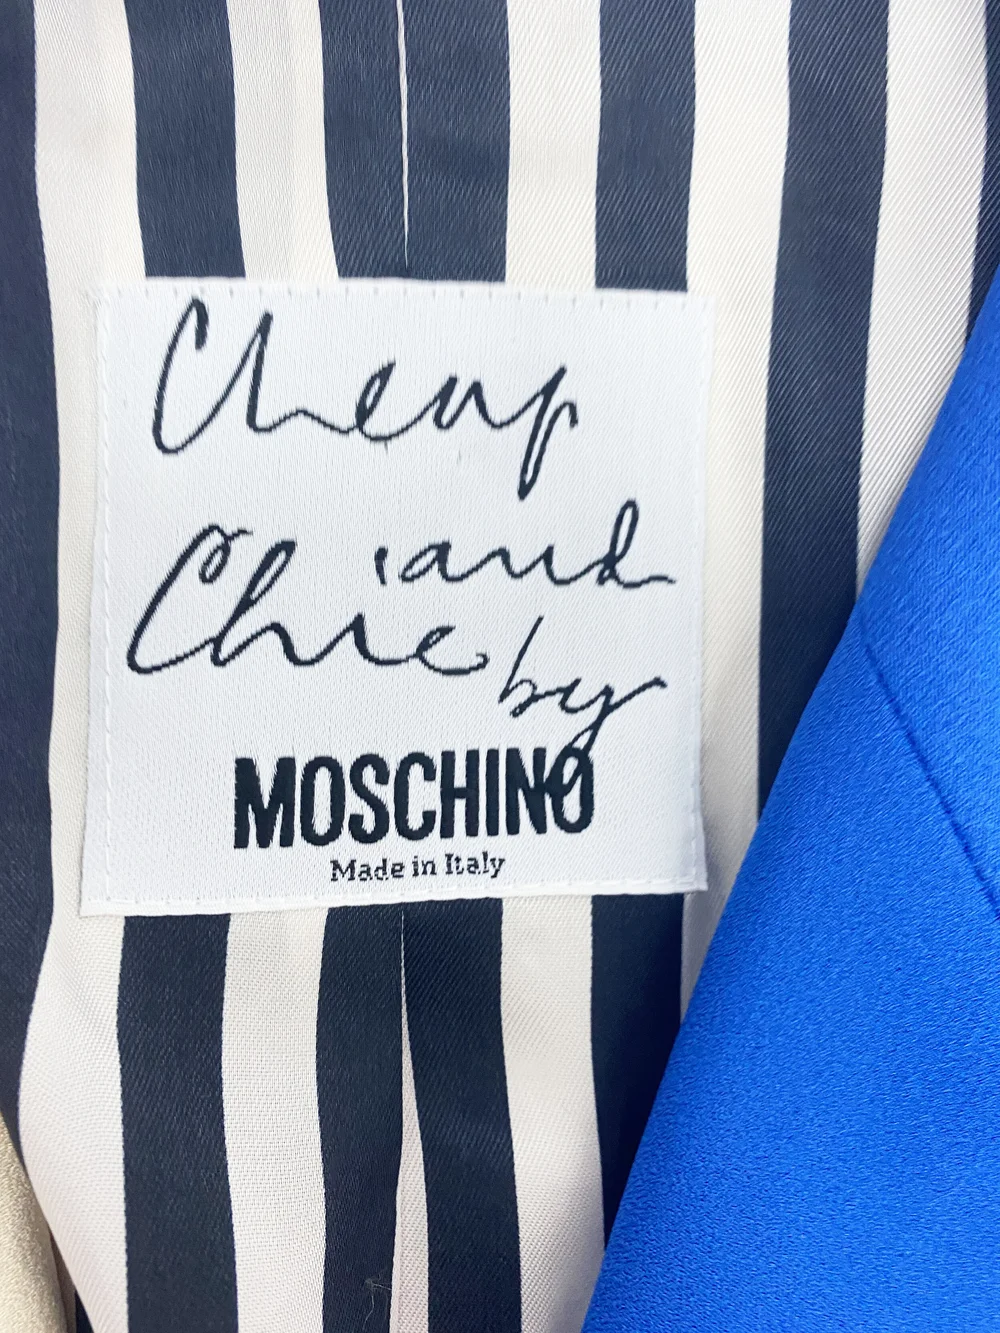 Cheap
and
Chic by
MOSCHINO
Made in Italy